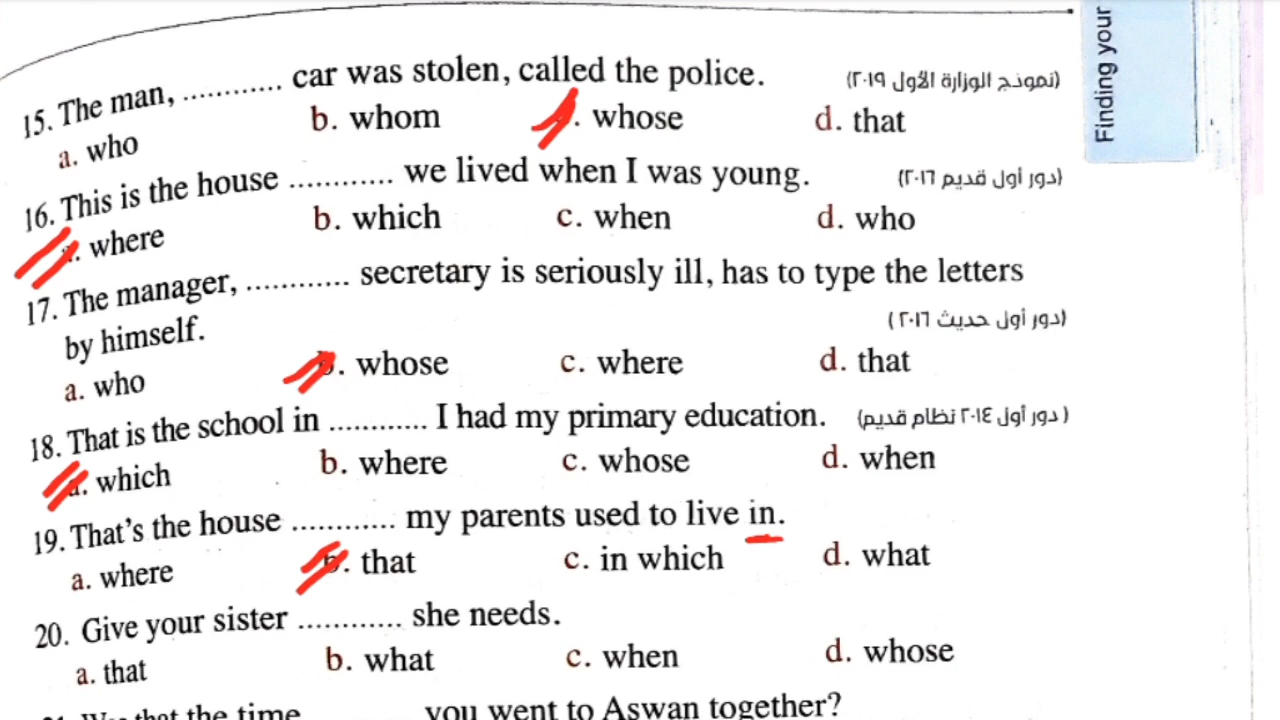 Finding your
15. The man, ............ car was stolen, called the police. (نموذج الوزارة الأول ٢٠١٩)
a. who b. whom . whose d. that
16. This is the house ............ we lived when I was young. (دور أول قديم ٢٠١٦)
. where b. which c. when d. who
17. The manager, ............ secretary is seriously ill, has to type the letters
by himself. (دور أول حديث ٢٠١٦)
a. who b. whose c. where d. that
18. That is the school in ............ I had my primary education. (دور أول ٢٠١٤ نظام قديم)
a. which b. where c. whose d. when
19. That's the house ............ my parents used to live in.
a. where b. that c. in which d. what
20. Give your sister ............ she needs.
a. that b. what c. when d. whose
21. Was that the time you went to Aswan together?